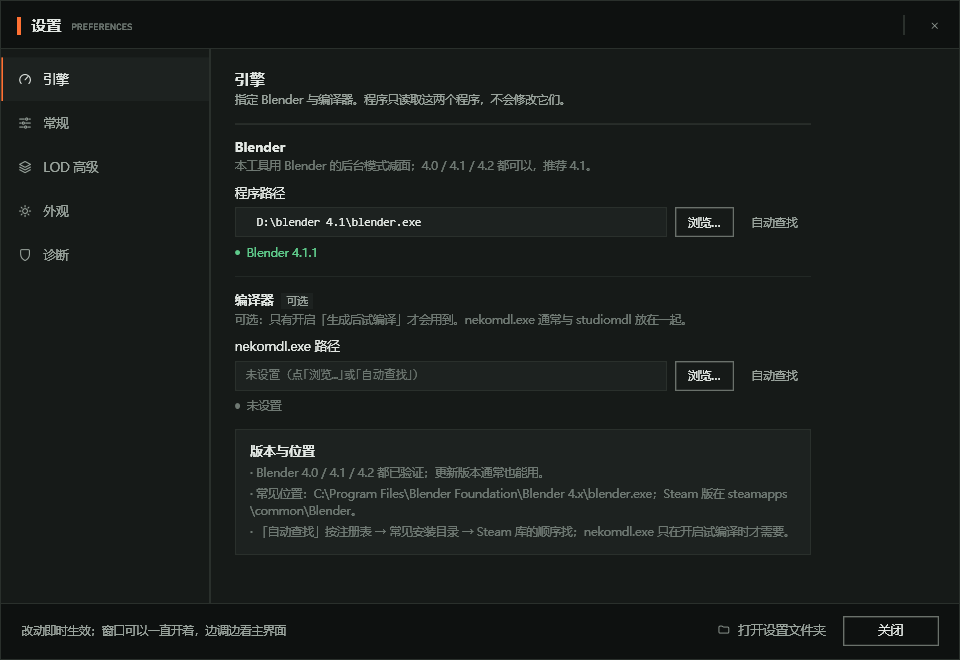 设置 PREFERENCES
×
引擎
常规
LOD 高级
外观
诊断
引擎
指定 Blender 与编译器。程序只读取这两个程序，不会修改它们。
Blender
本工具用 Blender 的后台模式减面；4.0 / 4.1 / 4.2 都可以，推荐 4.1。
程序路径
D:\blender 4.1\blender.exe 浏览... 自动查找
Blender 4.1.1
编译器 可选
可选：只有开启「生成后试编译」才会用到。nekomdl.exe 通常与 studiomdl 放在一起。
nekomdl.exe 路径
未设置（点「浏览…」或「自动查找」） 浏览... 自动查找
未设置
版本与位置
· Blender 4.0 / 4.1 / 4.2 都已验证；更新版本通常也能用。
· 常见位置：C:\Program Files\Blender Foundation\Blender 4.x\blender.exe；Steam 版在 steamapps
\common\Blender。
· 「自动查找」按注册表 → 常见安装目录 → Steam 库的顺序找；nekomdl.exe 只在开启试编译时才需要。
改动即时生效；窗口可以一直开着，边调边看主界面
打开设置文件夹 关闭